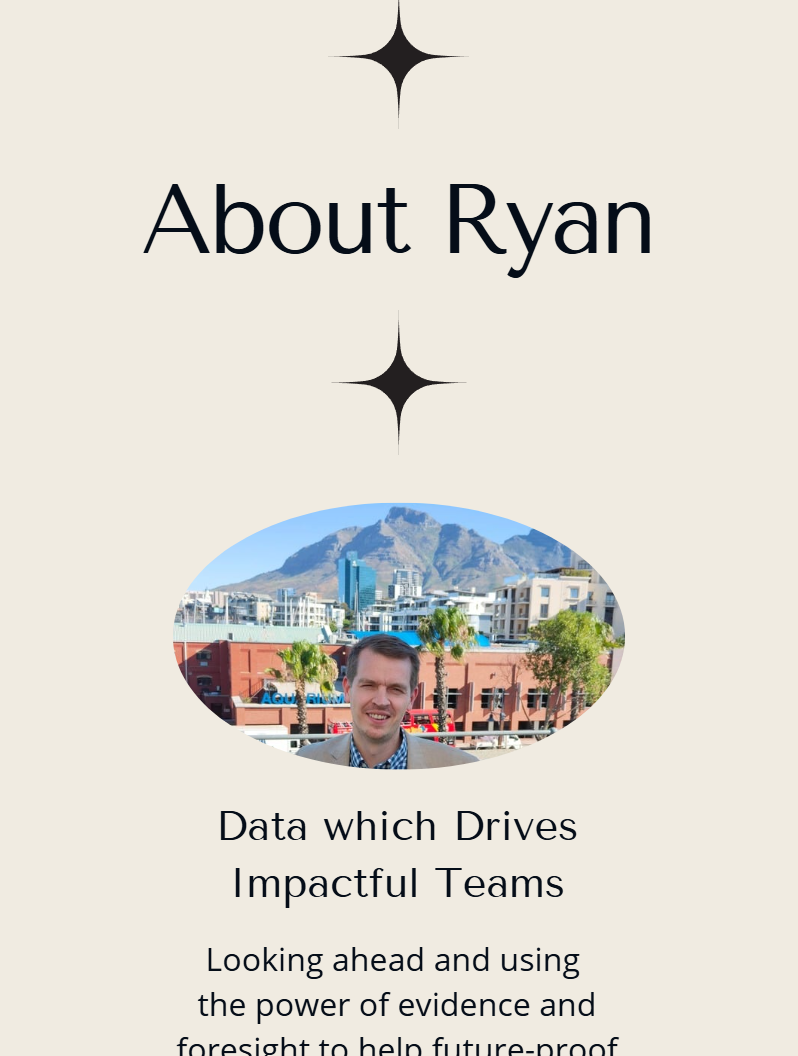 About Ryan
AQUARIUM
Data which Drives
Impactful Teams
Looking ahead and using
the power of evidence and
foresight to help future-proof